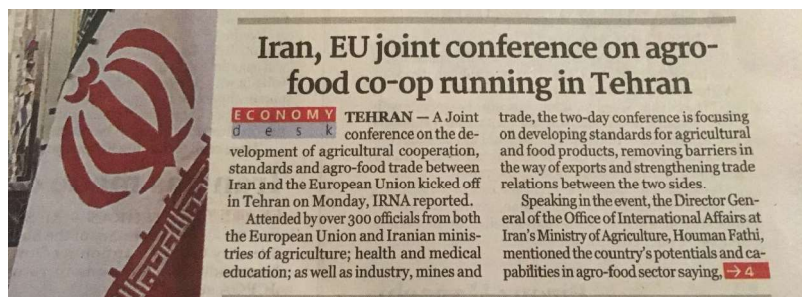 Iran, EU joint conference on agro-
food co-op running in Tehran
ECONOMY
desk
TEHRAN — A Joint
conference on the de-
velopment of agricultural cooperation,
standards and agro-food trade between
Iran and the European Union kicked off
in Tehran on Monday, IRNA reported.
Attended by over 300 officials from both
the European Union and Iranian minis-
tries of agriculture; health and medical
education; as well as industry, mines and
trade, the two-day conference is focusing
on developing standards for agricultural
and food products, removing barriers in
the way of exports and strengthening trade
relations between the two sides.
Speaking in the event, the Director Gen-
eral of the Office of International Affairs at
Iran's Ministry of Agriculture, Houman Fathi,
mentioned the country's potentials and ca-
pabilities in agro-food sector saying, →4